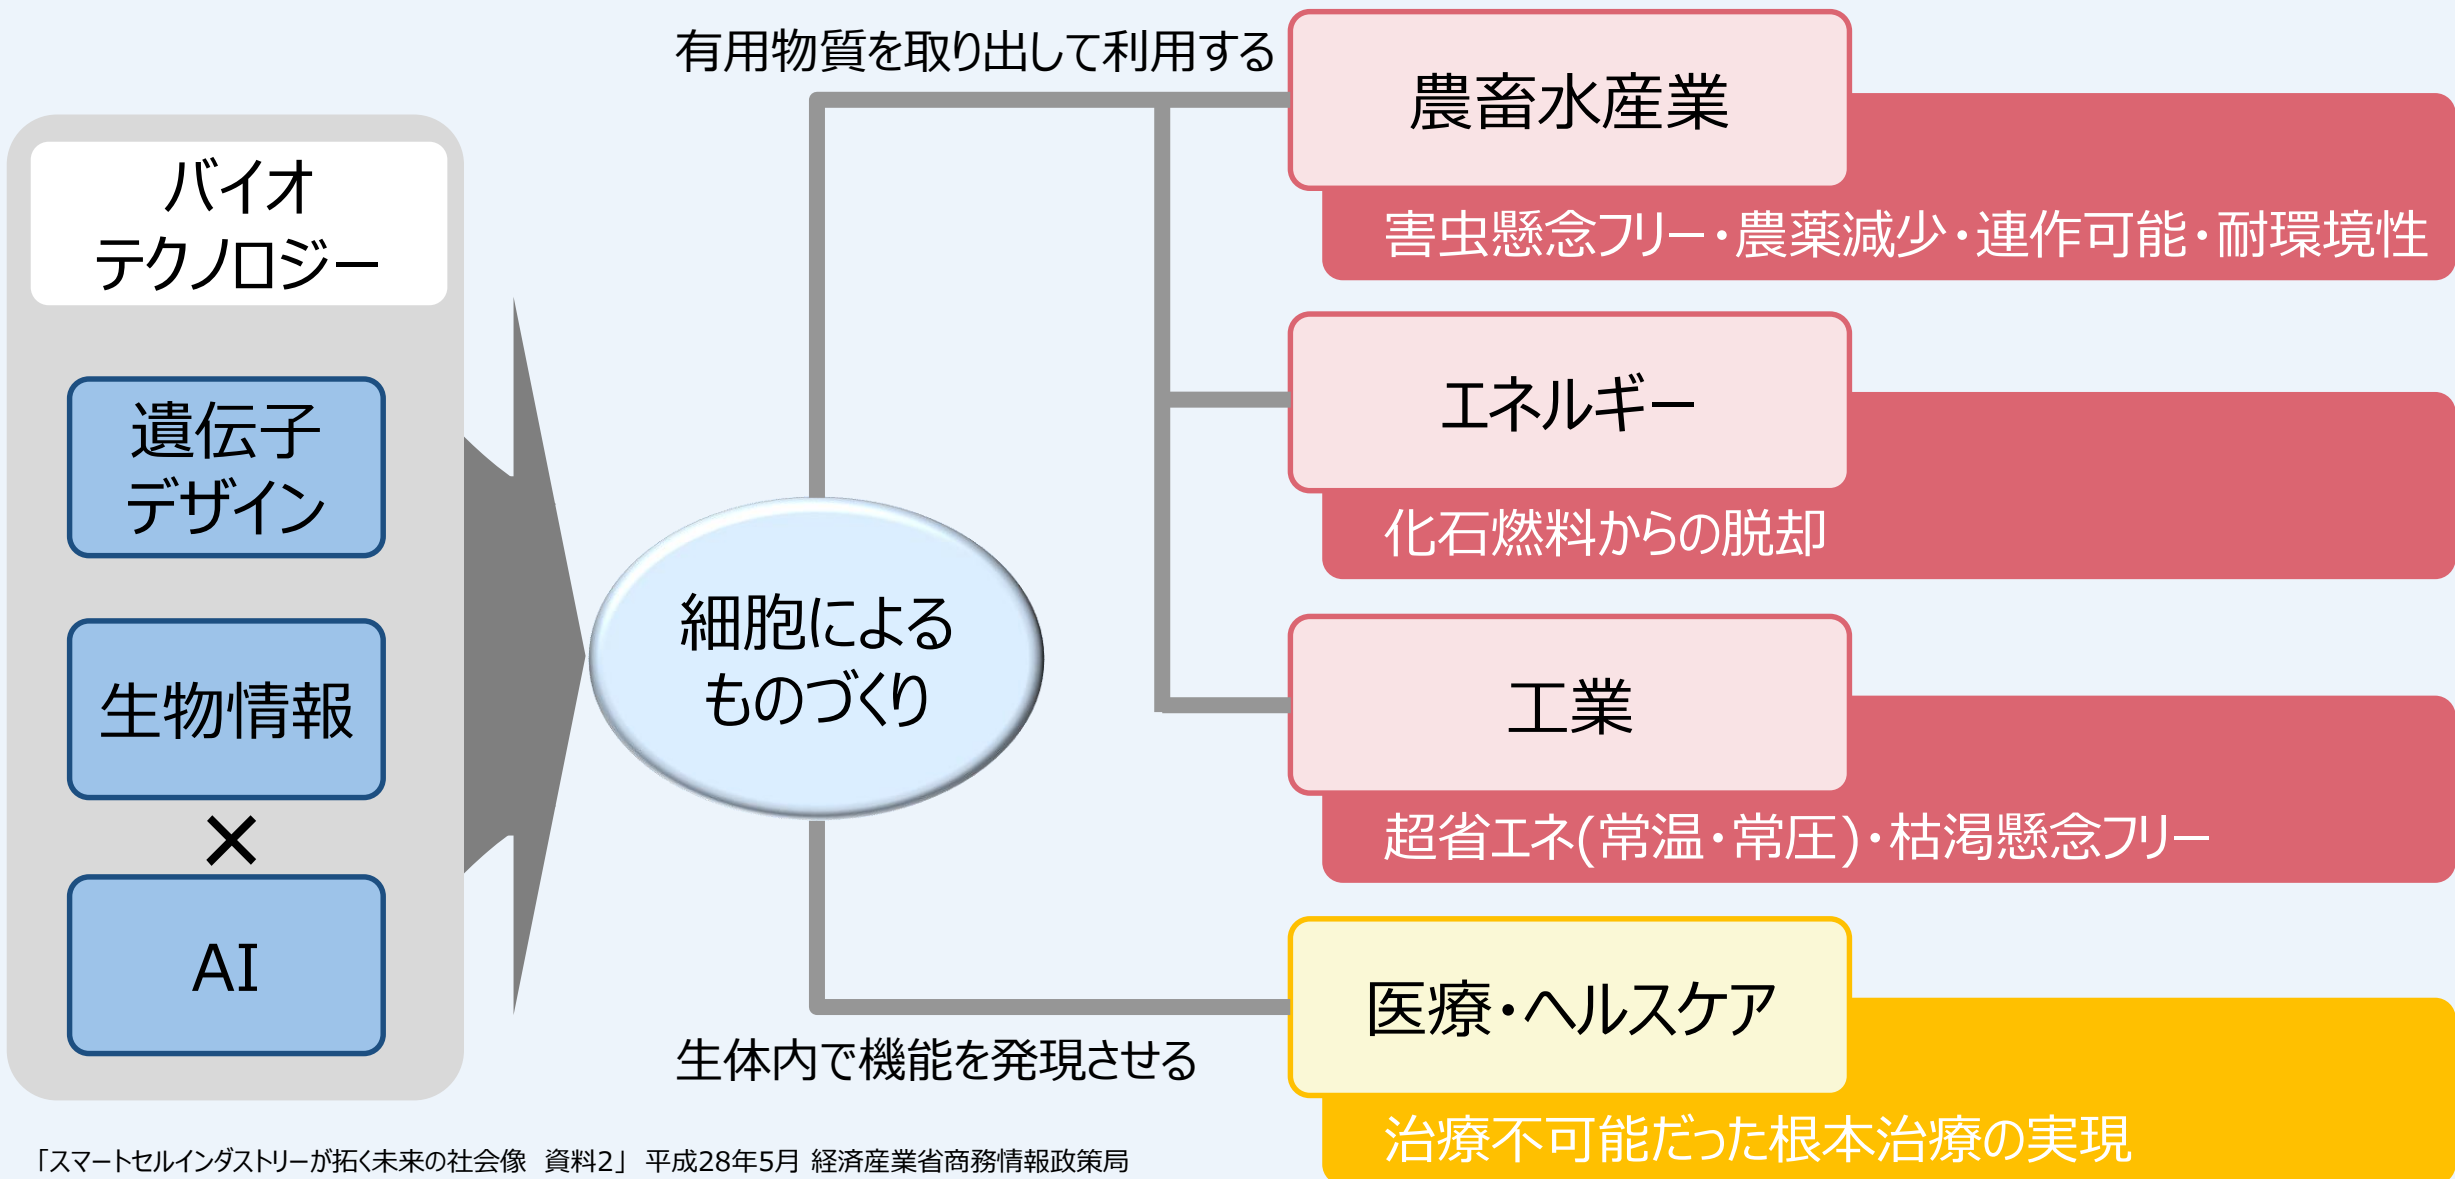 バイオ
テクノロジー
遺伝子
デザイン
生物情報
×
AI
細胞による
ものづくり
有用物質を取り出して利用する
農畜水産業
害虫懸念フリー・農薬減少・連作可能・耐環境性
エネルギー
化石燃料からの脱却
工業
超省エネ(常温・常圧)・枯渇懸念フリー
生体内で機能を発現させる
医療・ヘルスケア
治療不可能だった根本治療の実現
「スマートセルインダストリーが拓く未来の社会像　資料2」 平成28年5月 経済産業省商務情報政策局